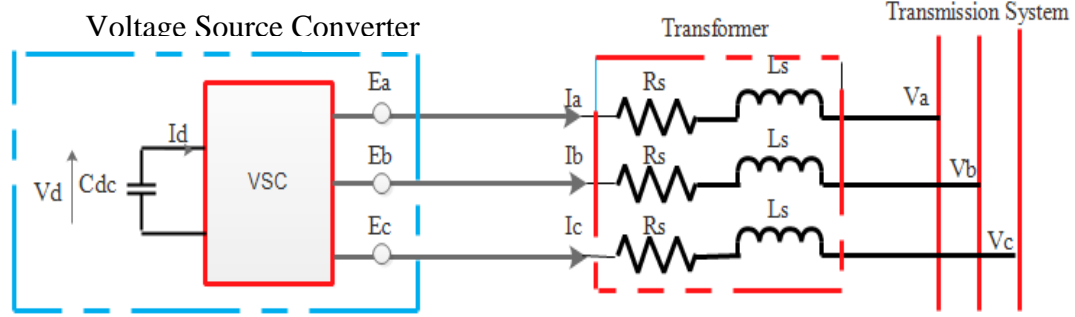 Voltage Source Converter
Transformer
Transmission System
Ea
Ia
Rs
Ls
Va
Id
Vd
Cdc
VSC
Eb
Ib
Rs
Ls
Vb
Ec
Ic
Rs
Ls
Vc